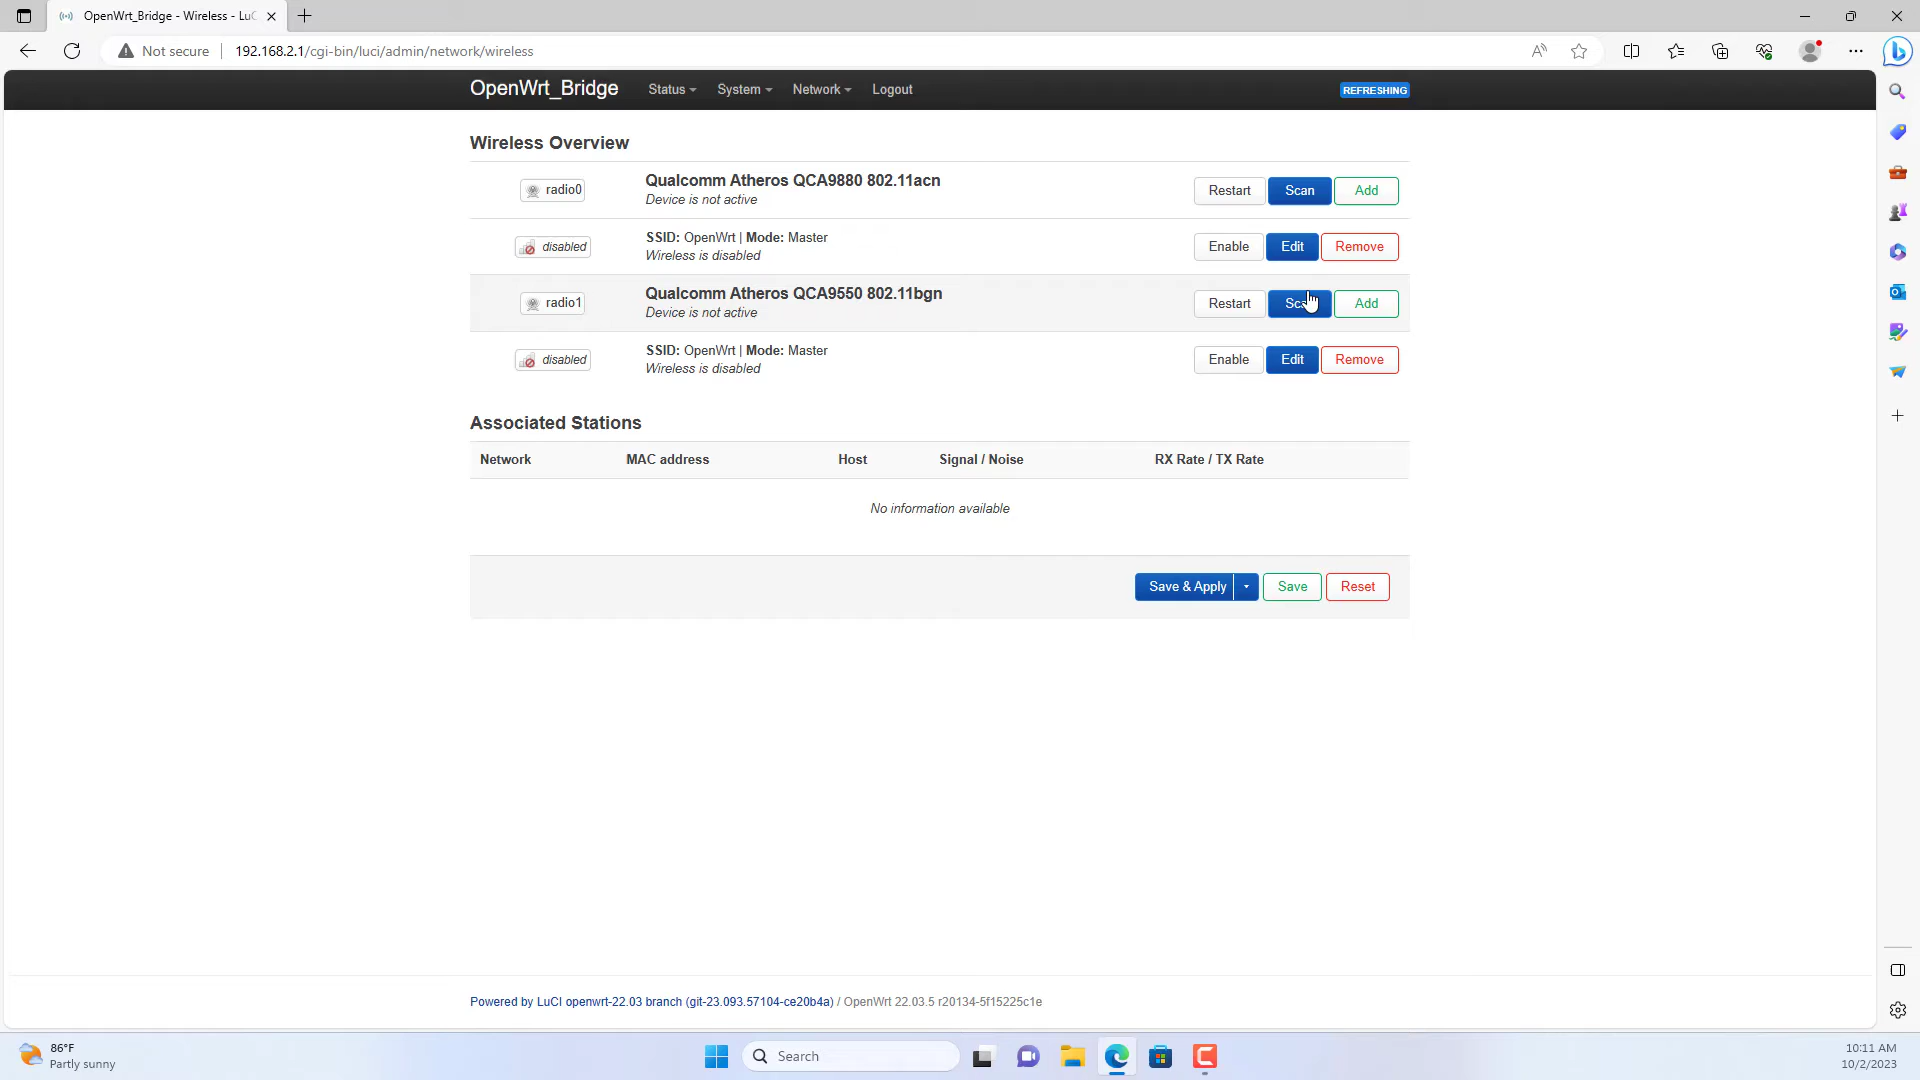 OpenWrt_Bridge - Wireless - LuC
Not secure
192.168.2.1/cgi-bin/luci/admin/network/wireless
OpenWrt_Bridge
Status
System
Network
Logout
REFRESHING
Wireless Overview
radio0
Qualcomm Atheros QCA9880 802.11acn
Device is not active
Restart
Scan
Add
disabled
SSID: OpenWrt | Mode: Master
Wireless is disabled
Enable
Edit
Remove
radio1
Qualcomm Atheros QCA9550 802.11bgn
Device is not active
Restart
Add
disabled
SSID: OpenWrt | Mode: Master
Wireless is disabled
Enable
Edit
Remove
Associated Stations
Network
MAC address
Host
Signal / Noise
RX Rate / TX Rate
No information available
Save & Apply
Save
Reset
Powered by LuCI openwrt-22.03 branch (git-23.093.57104-ce20b4a) / OpenWrt 22.03.5 r20134-5f15225c1e
86°F
Partly sunny
Search
10:11 AM
10/2/2023